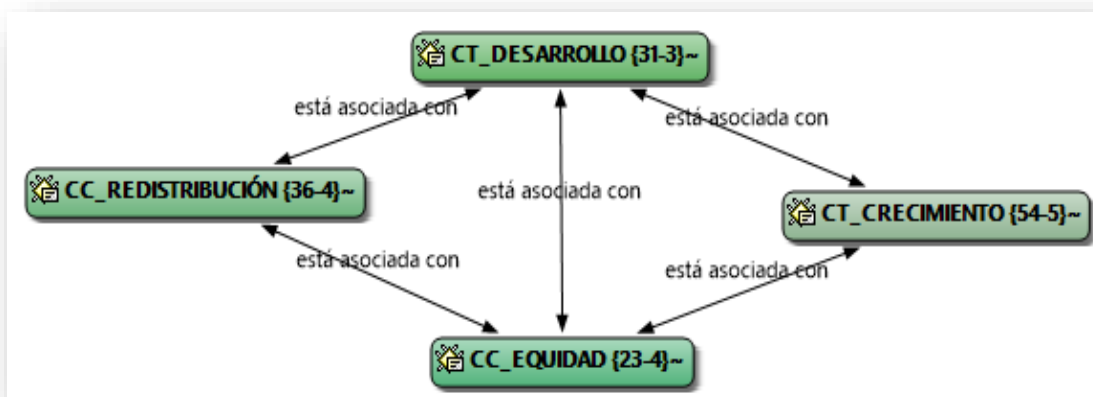 CT_DESARROLLO {31-3}~
está asociada con
está asociada con
CC_REDISTRIBUCIÓN {36-4}~
está asociada con
CT_CRECIMIENTO {54-5}~
está asociada con
está asociada con
CC_EQUIDAD {23-4}~